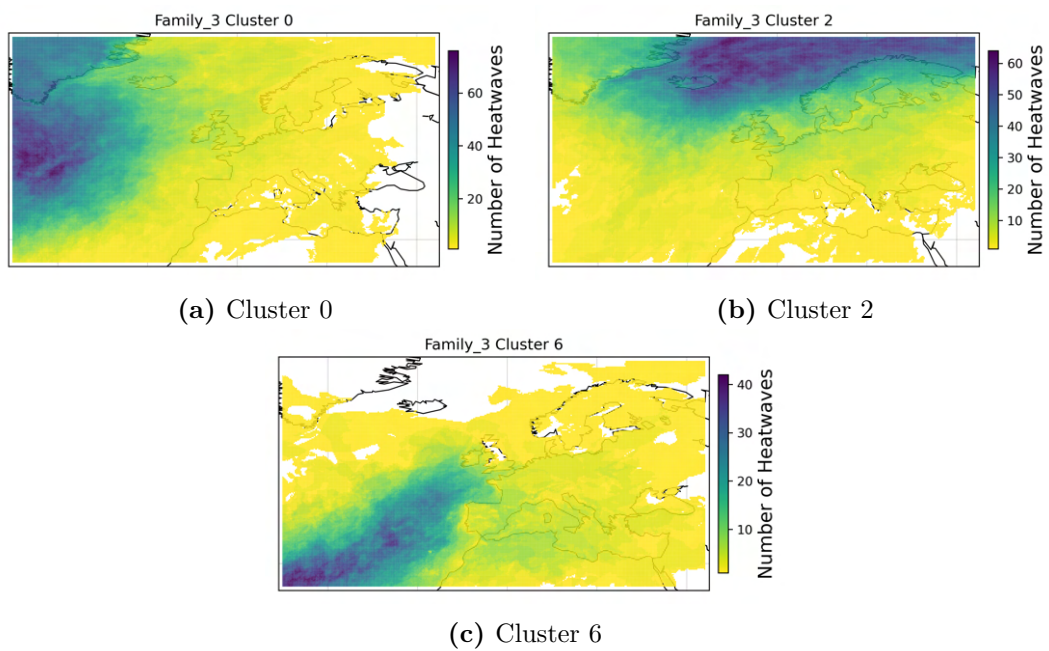 Family_3 Cluster 0
60
40
20
Number of Heatwaves
(a) Cluster 0
Family_3 Cluster 2
60
50
40
30
20
10
Number of Heatwaves
(b) Cluster 2
Family_3 Cluster 6
40
30
20
10
Number of Heatwaves
(c) Cluster 6